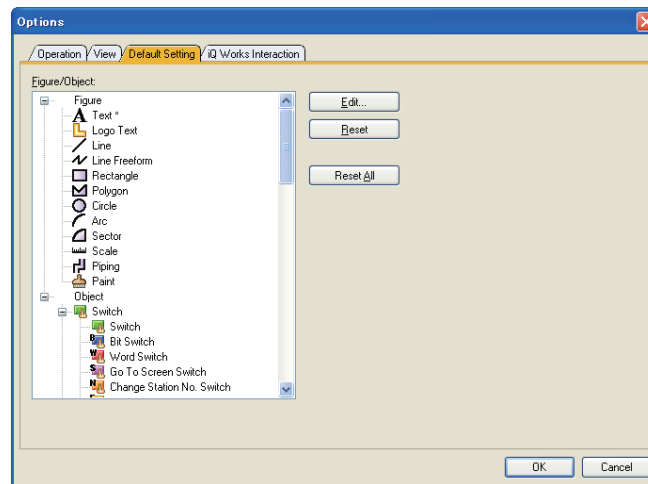 Options
Operation
View
Default Setting
iQ Works Interaction
Figure/Object:
Figure
Text *
Logo Text
Line
Line Freeform
Rectangle
Polygon
Circle
Arc
Sector
Scale
Piping
Paint
Object
Switch
Switch
Bit Switch
Word Switch
Go To Screen Switch
Change Station No. Switch
Edit...
Reset
Reset All
OK
Cancel